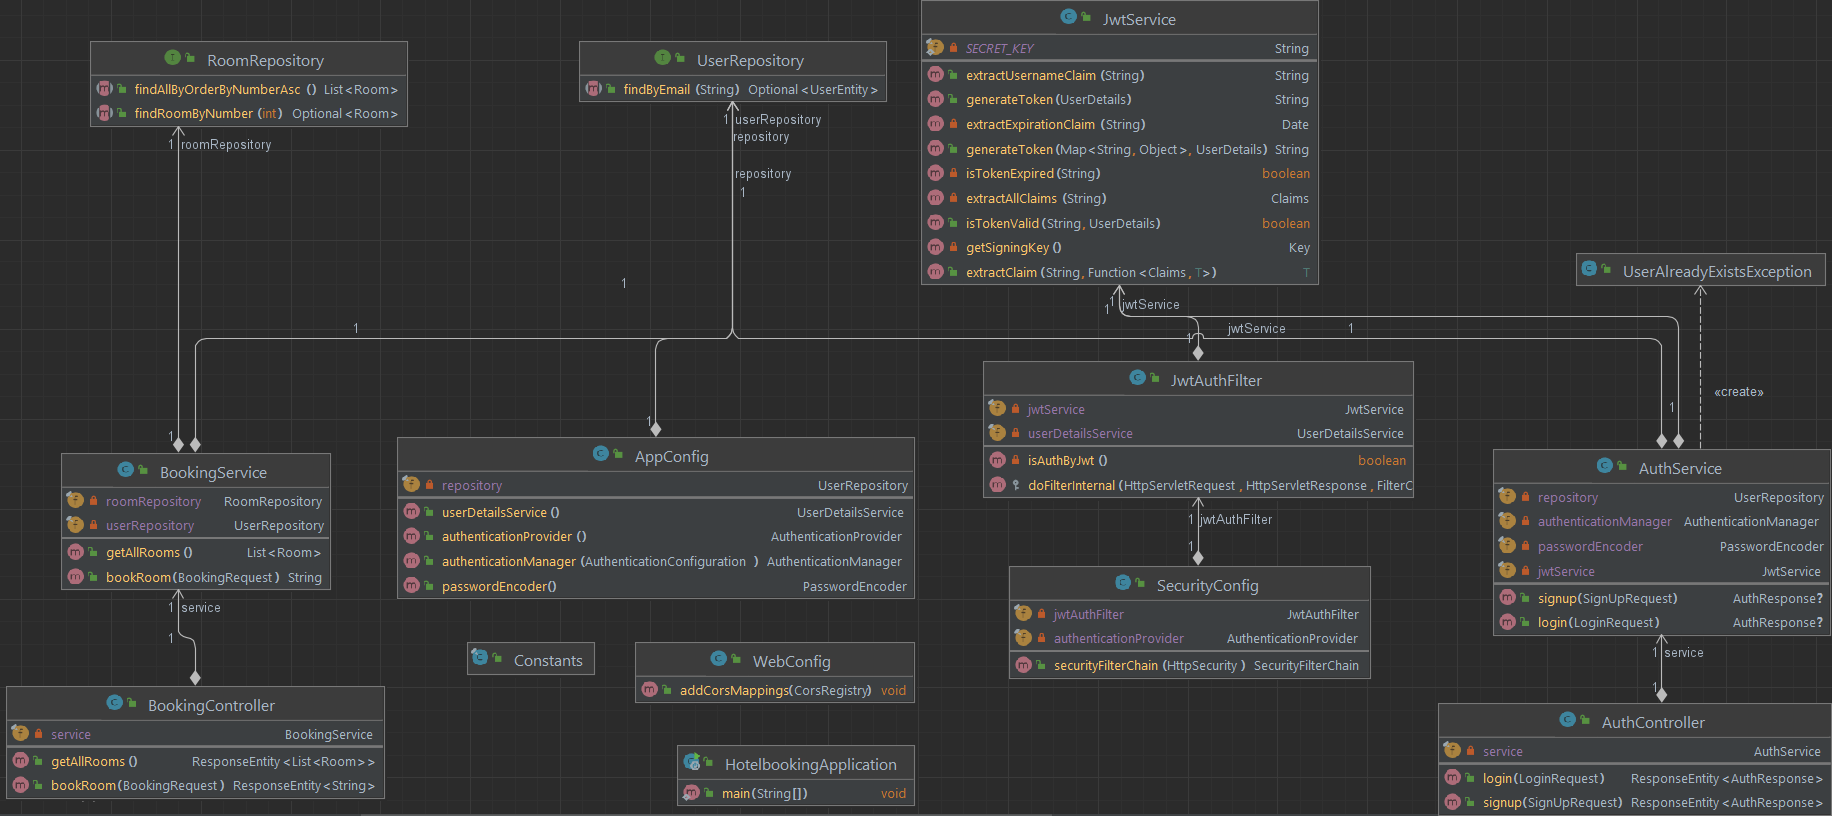 RoomRepository
findAllByOrderByNumberAsc () List<Room>
findRoomByNumber (int) Optional<Room>
1 roomRepository
UserRepository
findByEmail (String) Optional <UserEntity>
1 userRepository
repository
repository
1
JwtService
SECRET_KEY String
extractUsernameClaim (String) String
generateToken(UserDetails) String
extractExpirationClaim (String) Date
generateToken(Map<String, Object>, UserDetails) String
isTokenExpired(String) boolean
extractAllClaims (String) Claims
isTokenValid(String, UserDetails) boolean
getSigningKey () Key
extractClaim (String, Function <Claims, T>) T
1
1
jwtService
1
jwtService
1
1
1
UserAlreadyExistsException
«create»
1
1
1
1
BookingService
roomRepository RoomRepository
userRepository UserRepository
getAllRooms () List<Room>
bookRoom(BookingRequest) String
1 service
1
BookingController
service BookingService
getAllRooms () ResponseEntity <List<Room>>
bookRoom(BookingRequest) ResponseEntity <String>
AppConfig
repository UserRepository
userDetailsService () UserDetailsService
authenticationProvider () AuthenticationProvider
authenticationManager (AuthenticationConfiguration ) AuthenticationManager
passwordEncoder() PasswordEncoder
Constants
WebConfig
addCorsMappings(CorsRegistry) void
HotelbookingApplication
main(String[]) void
JwtAuthFilter
jwtService JwtService
userDetailsService UserDetailsService
isAuthByJwt () boolean
doFilterInternal (HttpServletRequest , HttpServletResponse , FilterC
1 jwtAuthFilter
1
SecurityConfig
jwtAuthFilter JwtAuthFilter
authenticationProvider AuthenticationProvider
securityFilterChain (HttpSecurity ) SecurityFilterChain
AuthService
repository UserRepository
authenticationManager AuthenticationManager
passwordEncoder PasswordEncoder
jwtService JwtService
signup(SignUpRequest) AuthResponse?
login(LoginRequest) AuthResponse?
1 service
1
AuthController
service AuthService
login(LoginRequest) ResponseEntity <AuthResponse>
signup(SignUpRequest) ResponseEntity <AuthResponse>